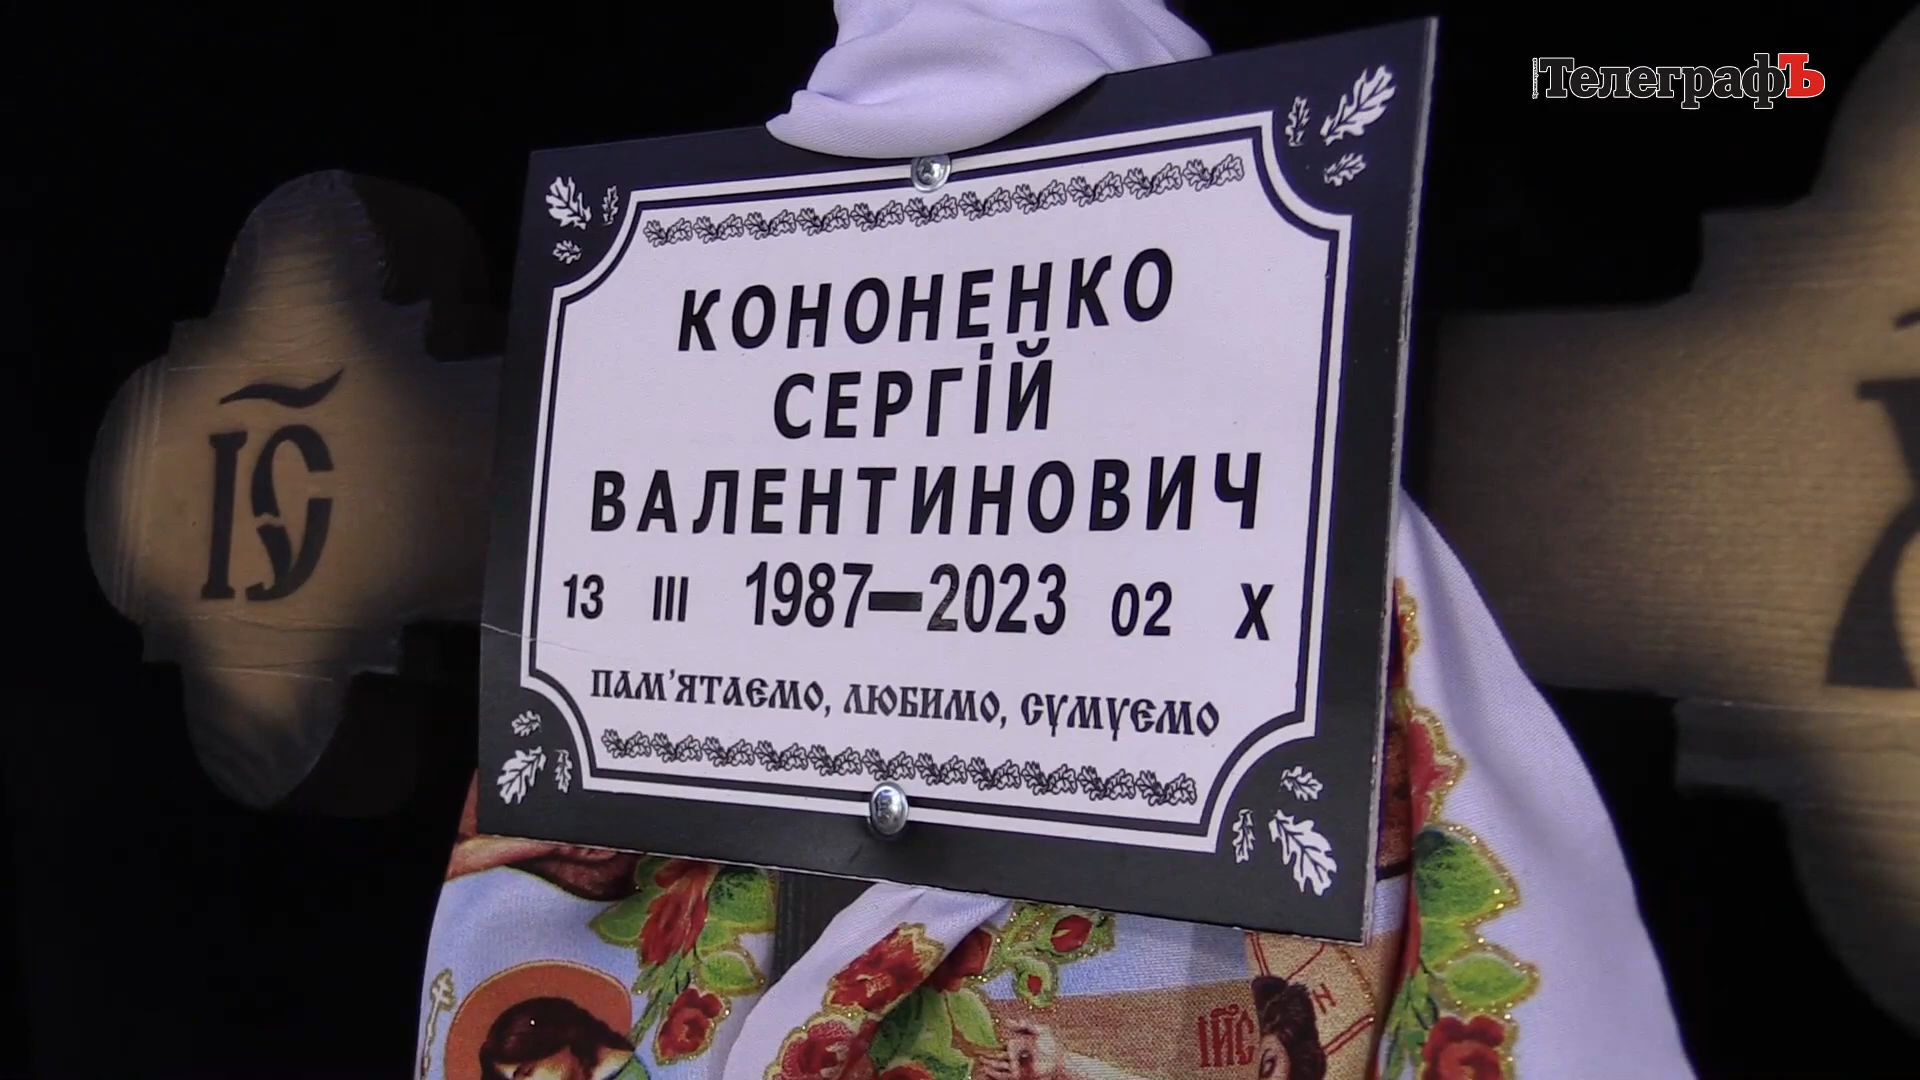 ТелеграфЪ
КОНОНЕНКО
СЕРГІЙ
ВАЛЕНТИНОВИЧ
13 III 1987–2023 02 X
ПАМ'ЯТАЄМО, ЛЮБИМО, СУМУЄМО
ІС